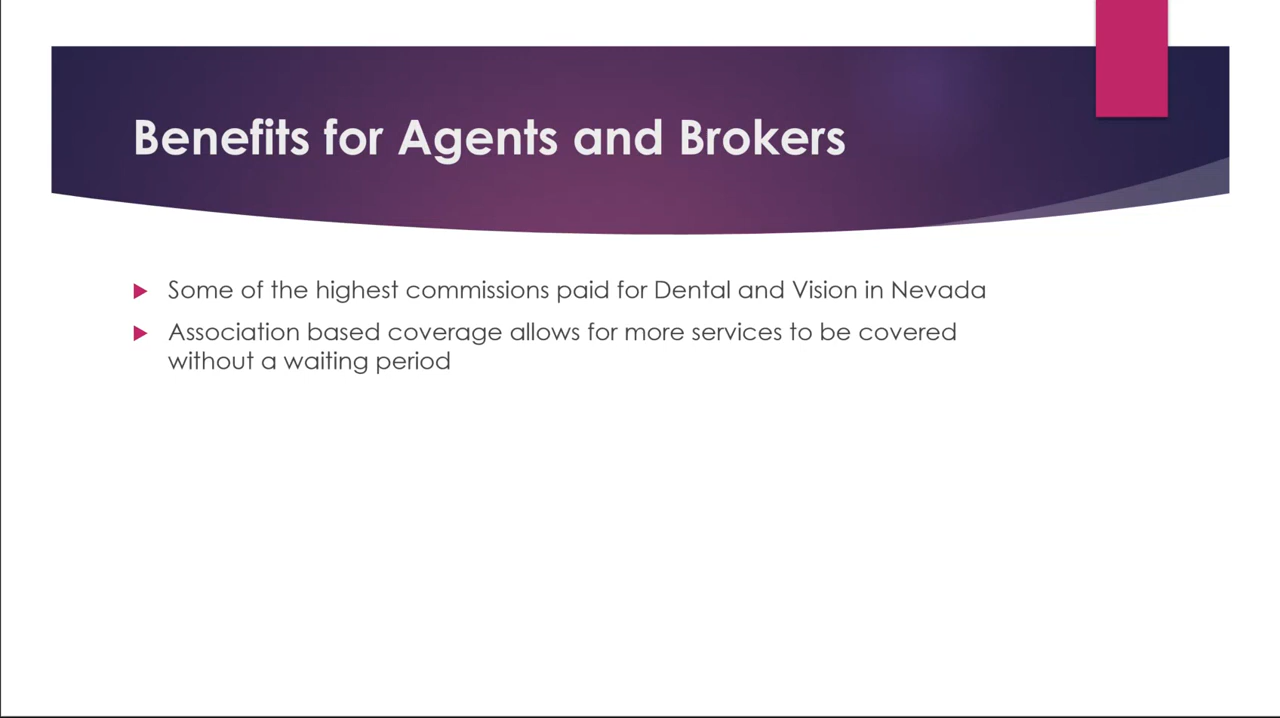 Benefits for Agents and Brokers
Some of the highest commissions paid for Dental and Vision in Nevada
Association based coverage allows for more services to be covered
without a waiting period